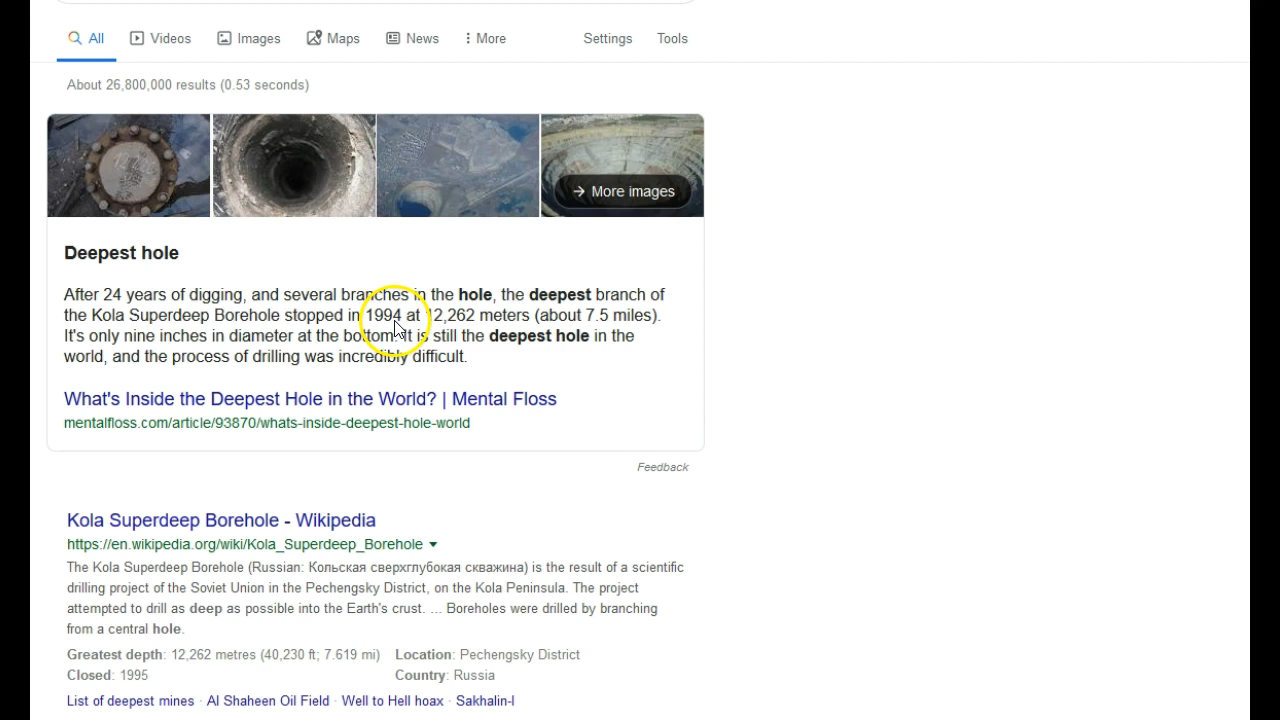 All Videos Images Maps News More Settings Tools
About 26,800,000 results (0.53 seconds)
→ More images
Deepest hole
After 24 years of digging, and several branches in the hole, the deepest branch of
the Kola Superdeep Borehole stopped in 1994 at 12,262 meters (about 7.5 miles).
It's only nine inches in diameter at the bottom. It is still the deepest hole in the
world, and the process of drilling was incredibly difficult.
What's Inside the Deepest Hole in the World? | Mental Floss
mentalfloss.com/article/93870/whats-inside-deepest-hole-world
Feedback
Kola Superdeep Borehole - Wikipedia
https://en.wikipedia.org/wiki/Kola_Superdeep_Borehole
The Kola Superdeep Borehole (Russian: Кольская сверхглубокая скважина) is the result of a scientific
drilling project of the Soviet Union in the Pechengsky District, on the Kola Peninsula. The project
attempted to drill as deep as possible into the Earth's crust. ... Boreholes were drilled by branching
from a central hole.
Greatest depth: 12,262 metres (40,230 ft; 7.619 mi) Location: Pechengsky District
Closed: 1995 Country: Russia
List of deepest mines · Al Shaheen Oil Field · Well to Hell hoax · Sakhalin-I